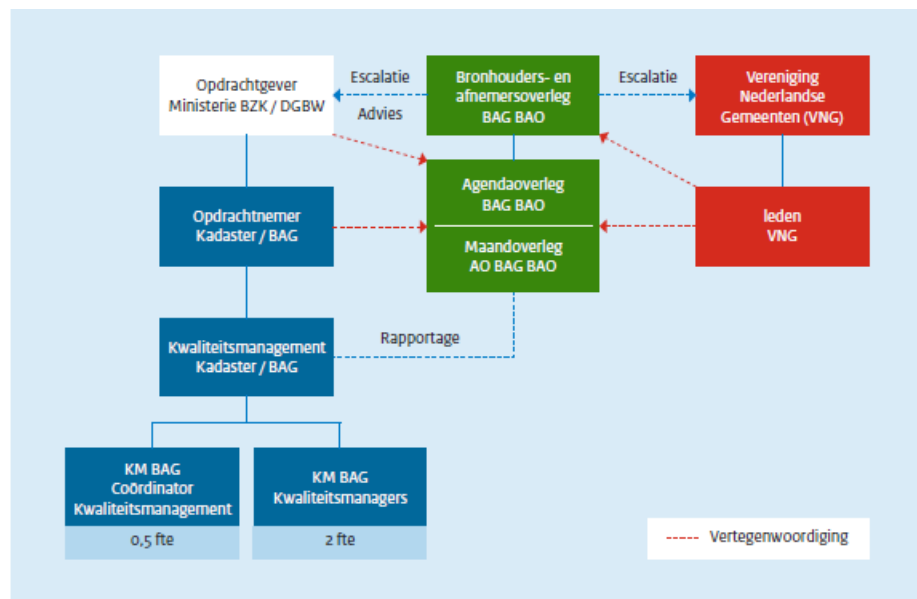 Opdrachtgever
Ministerie BZK / DGBW
Escalatie
Advies
Bronhouders- en
afnemersoverleg
BAG BAO
Escalatie
Vereniging
Nederlandse
Gemeenten (VNG)
Opdrachtnemer
Kadaster / BAG
Agendaoverleg
BAG BAO
Maandoverleg
AO BAG BAO
leden
VNG
Kwaliteitsmanagement
Kadaster / BAG
Rapportage
KM BAG
Coördinator
Kwaliteitsmanagement
0,5 fte
KM BAG
Kwaliteitsmanagers
2 fte
Vertegenwoordiging